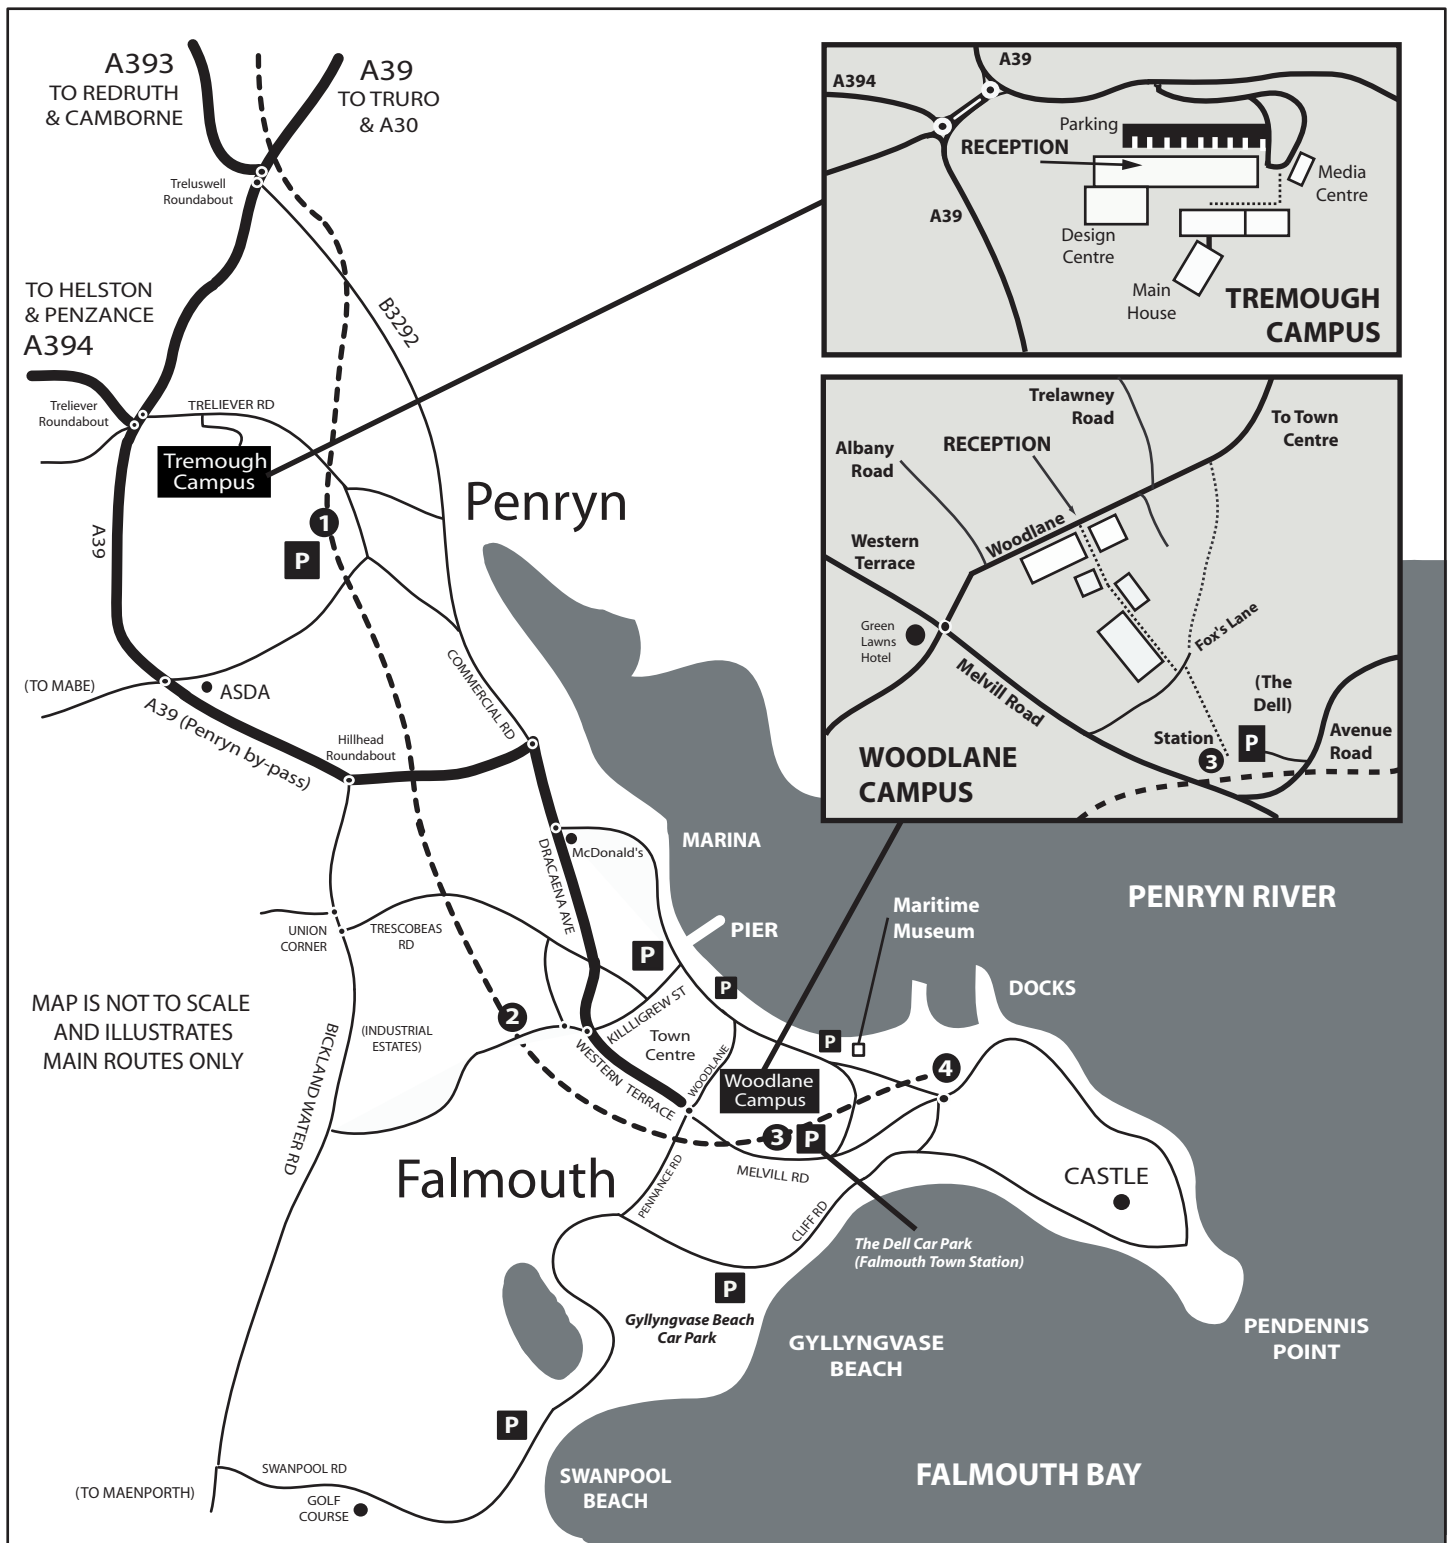 A393
TO REDRUTH
& CAMBORNE
A39
TO TRURO
& A30
Treluswell
Roundabout
TO HELSTON
& PENZANCE
A394
B3292
Treliever
Roundabout
TRELIEVER RD
Tremough
Campus
Penryn
1
P
A39
(TO MABE)
ASDA
A39 (Penryn by-pass)
Hillhead
Roundabout
COMMERCIAL RD
McDonald's
DRACAENA AVE
MARINA
PIER
UNION
CORNER
TRESCOBEAS
RD
P
P
MAP IS NOT TO SCALE
AND ILLUSTRATES
MAIN ROUTES ONLY
BICKLAND WATER RD
(INDUSTRIAL
ESTATES)
2
KILLLIGREW ST
Town
Centre
WESTERN TERRACE
WOODLANE
Woodlane
Campus
P
Maritime
Museum
PENRYN RIVER
DOCKS
4
3
P
Falmouth
PENNANCE RD
MELVILL RD
CLIFF RD
CASTLE
The Dell Car Park
(Falmouth Town Station)
P
Gyllyngvase Beach
Car Park
GYLLYNGVASE
BEACH
PENDENNIS
POINT
P
SWANPOOL RD
(TO MAENPORTH)
GOLF
COURSE
SWANPOOL
BEACH
FALMOUTH BAY
A39
A394
Parking
RECEPTION
Media
Centre
A39
Design
Centre
Main
House
TREMOUGH
CAMPUS
Trelawney
Road
To Town
Centre
Albany
Road
RECEPTION
Woodlane
Western
Terrace
Green
Lawns
Hotel
Fox's Lane
Melvill Road
(The
Dell)
Station
3
P
Avenue
Road
WOODLANE
CAMPUS